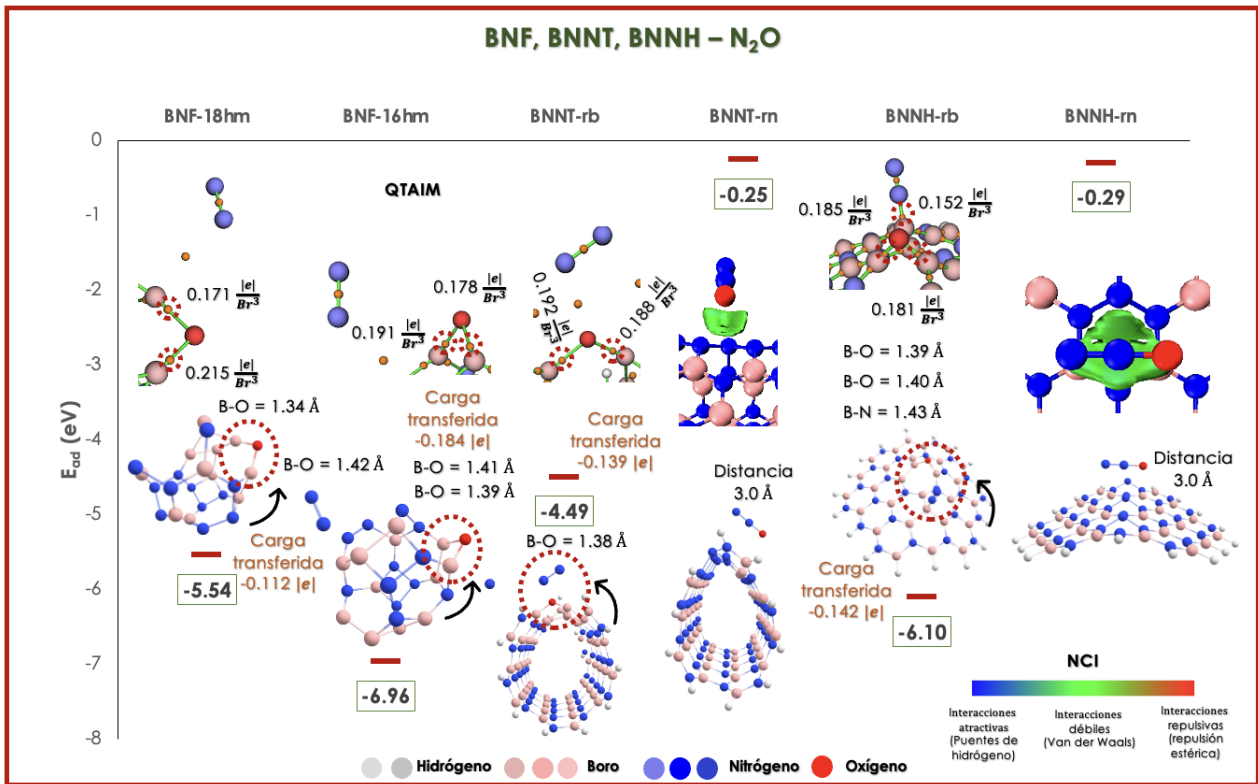 BNF, BNNT, BNNH – N₂O
BNF-18hm
BNF-16hm
BNNT-rb
BNNT-rn
BNNH-rb
BNNH-rn
E_ad (eV)
0
-1
-2
-3
-4
-5
-6
-7
-8
QTAIM
0.171 |e|/Br³
0.215 |e|/Br³
B-O = 1.34 Å
B-O = 1.42 Å
Carga
transferida
-0.112 |e|
-5.54
0.178 |e|/Br³
0.191 |e|/Br³
Carga
transferida
-0.184 |e|
B-O = 1.41 Å
B-O = 1.39 Å
-6.96
0.192 |e|/Br³
0.188 |e|/Br³
Carga
transferida
-0.139 |e|
-4.49
B-O = 1.38 Å
-0.25
Distancia
3.0 Å
0.185 |e|/Br³
0.152 |e|/Br³
0.181 |e|/Br³
B-O = 1.39 Å
B-O = 1.40 Å
B-N = 1.43 Å
Carga
transferida
-0.142 |e|
-6.10
-0.29
Distancia
3.0 Å
NCI
Interacciones
atractivas
(Puentes de
hidrógeno)
Interacciones
débiles
(Van der Waals)
Interacciones
repulsivas
(repulsión
estérica)
Hidrógeno
Boro
Nitrógeno
Oxígeno